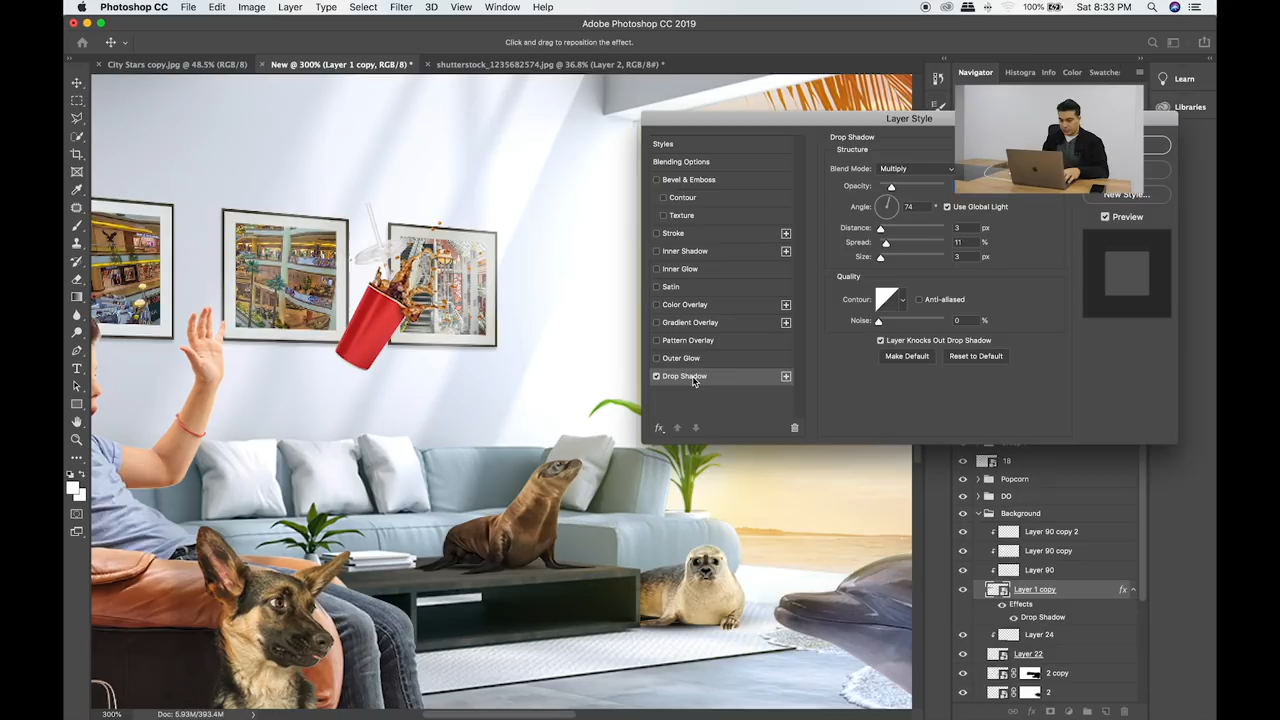 Photoshop CC File Edit Image Layer Type Select Filter 3D View Window Help 100% Sat 8:33 PM
Adobe Photoshop CC 2019
Click and drag to reposition the effect.
City Stars copy.jpg @ 48.5% (RGB/8)
New @ 300% (Layer 1 copy, RGB/8) *
shutterstock_1235682574.jpg @ 36.8% (Layer 2, RGB/8#) *
Navigator Histogra Info Color Swatche
Learn
Libraries
Layer Style
Styles
Blending Options
Bevel & Emboss
Contour
Texture
Stroke
Inner Shadow
Inner Glow
Satin
Color Overlay
Gradient Overlay
Pattern Overlay
Outer Glow
Drop Shadow
fx
Drop Shadow
Structure
Blend Mode: Multiply
Opacity:
Angle: 74 ° Use Global Light
Distance: 3 px
Spread: 11 %
Size: 3 px
Quality
Contour: Anti-aliased
Noise: 0 %
Layer Knocks Out Drop Shadow
Make Default Reset to Default
New Style...
Preview
18
Popcorn
DO
Background
Layer 90 copy 2
Layer 90 copy
Layer 90
Layer 1 copy fx
Effects
Drop Shadow
Layer 24
Layer 22
2 copy
2
300% Doc: 5.93M/393.4M